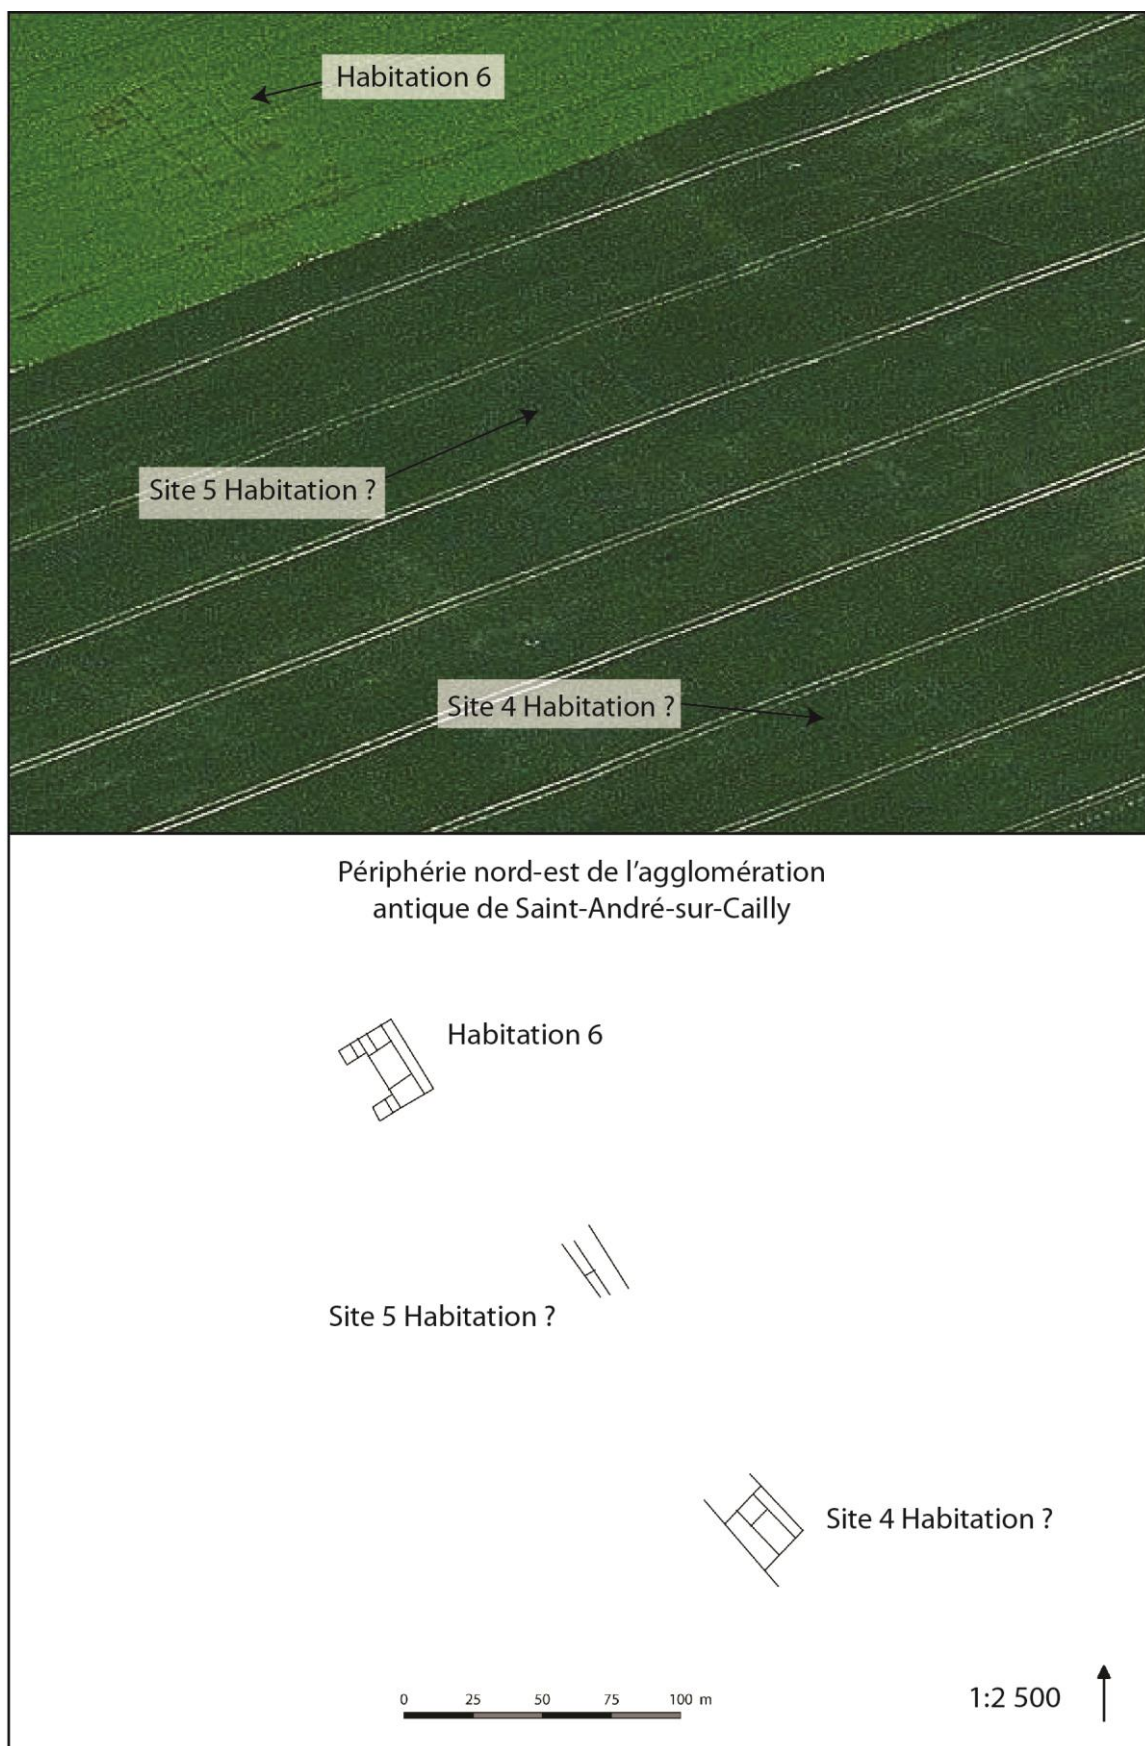 Habitation 6
Site 5 Habitation ?
Site 4 Habitation ?
Périphérie nord-est de l'agglomération
antique de Saint-André-sur-Cailly
Habitation 6
Site 5 Habitation ?
Site 4 Habitation ?
0 25 50 75 100 m
1:2 500